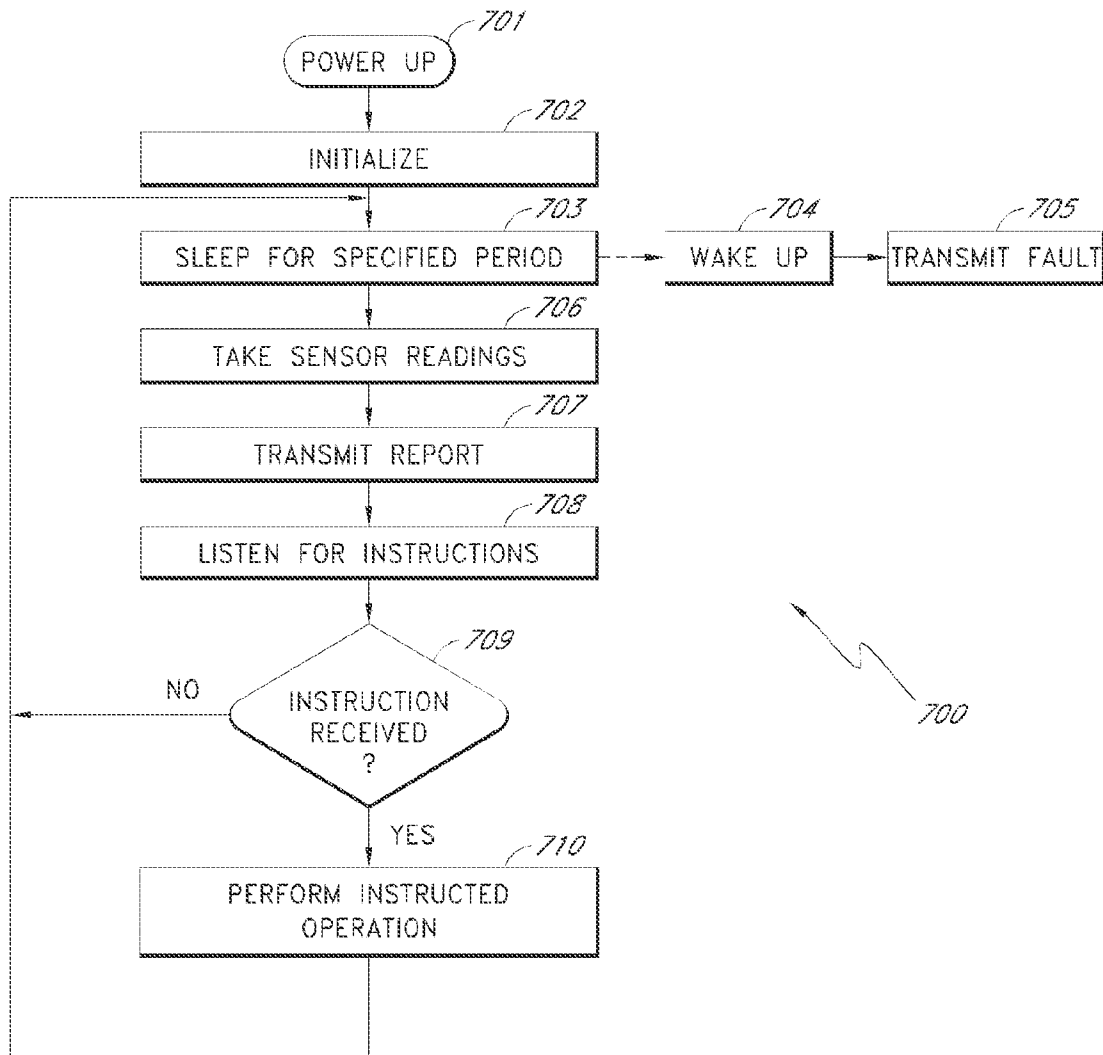 701
POWER UP
702
INITIALIZE
703
SLEEP FOR SPECIFIED PERIOD
704
WAKE UP
705
TRANSMIT FAULT
706
TAKE SENSOR READINGS
707
TRANSMIT REPORT
708
LISTEN FOR INSTRUCTIONS
709
INSTRUCTION
RECEIVED
?
NO
700
YES
710
PERFORM INSTRUCTED
OPERATION